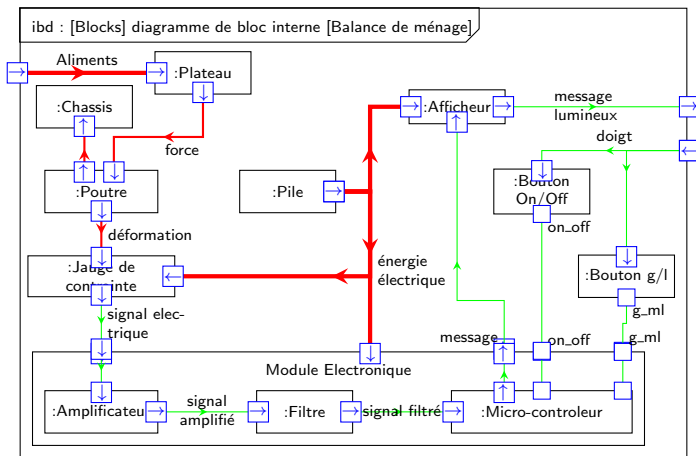 ibd : [Blocks] diagramme de bloc interne [Balance de ménage]
Aliments
:Plateau
:Chassis
:Afficheur
message
lumineux
force
doigt
:Poutre
:Pile
:Bouton
On/Off
déformation
on_off
énergie
électrique
:Jauge de
contrainte
:Bouton g/l
signal elec-
trique
g_ml
message
on_off
g_ml
Module Electronique
:Amplificateu
signal
amplifié
:Filtre
signal filtré
:Micro-controleur